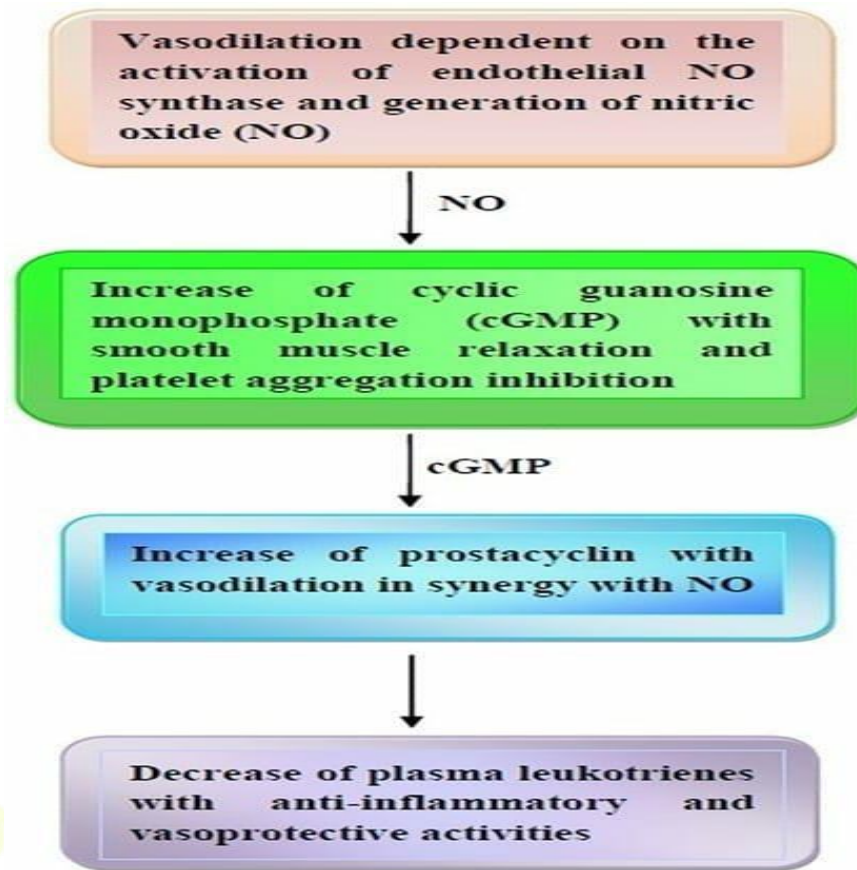 Vasodilation dependent on the
activation of endothelial NO
synthase and generation of nitric
oxide (NO)
NO
Increase of cyclic guanosine
monophosphate (cGMP) with
smooth muscle relaxation and
platelet aggregation inhibition
cGMP
Increase of prostacyclin with
vasodilation in synergy with NO
Decrease of plasma leukotrienes
with anti-inflammatory and
vasoprotective activities